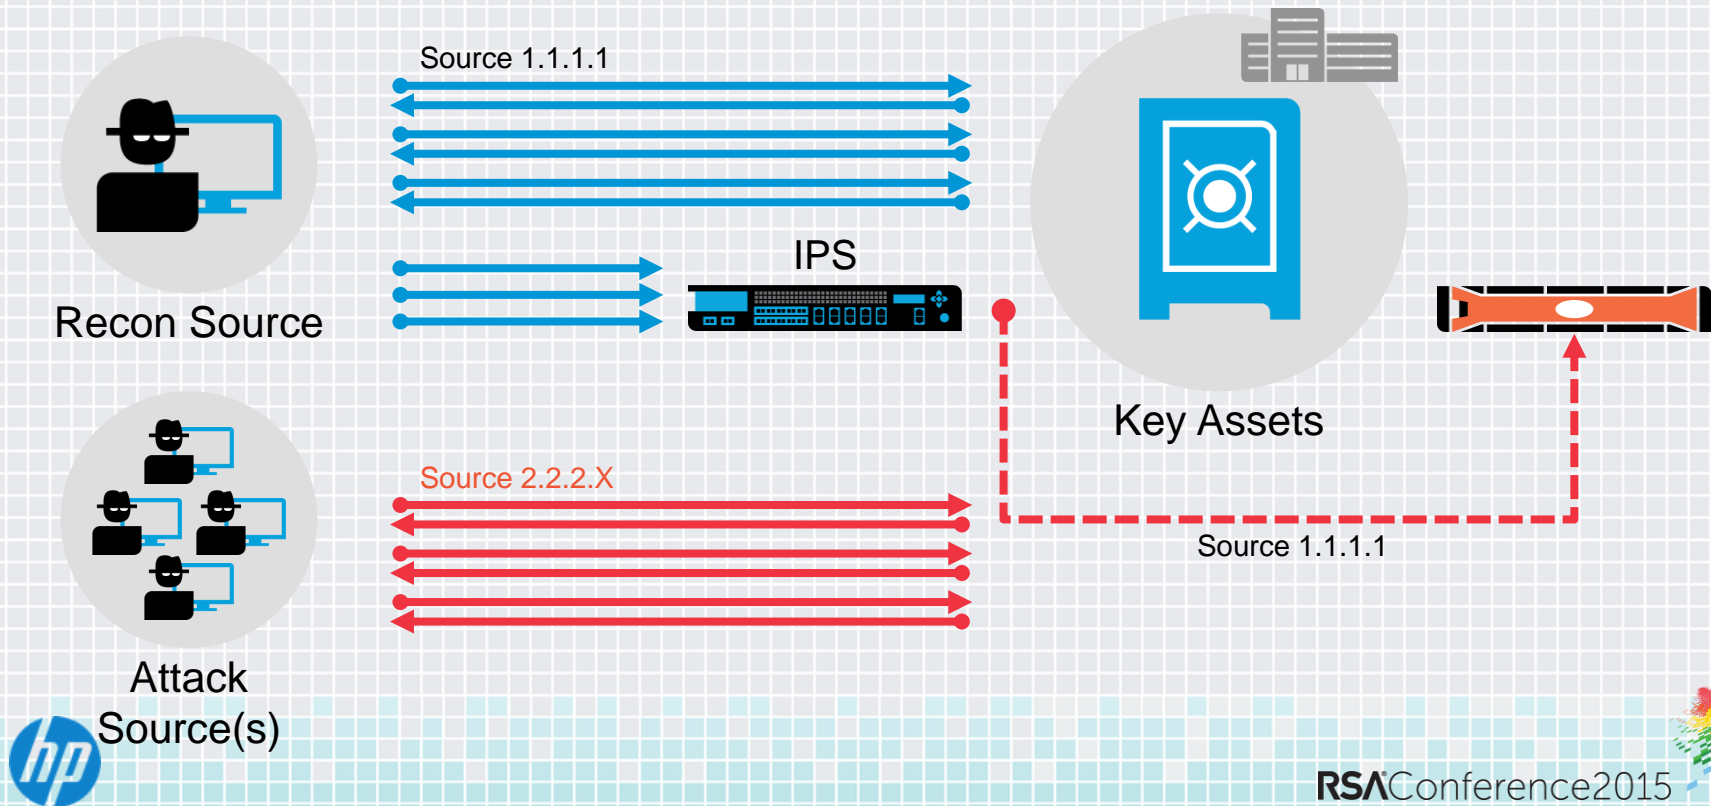 Source 1.1.1.1
IPS
Recon Source
Key Assets
Source 2.2.2.X
Source 1.1.1.1
Attack
Source(s)
hp
RSAConference2015